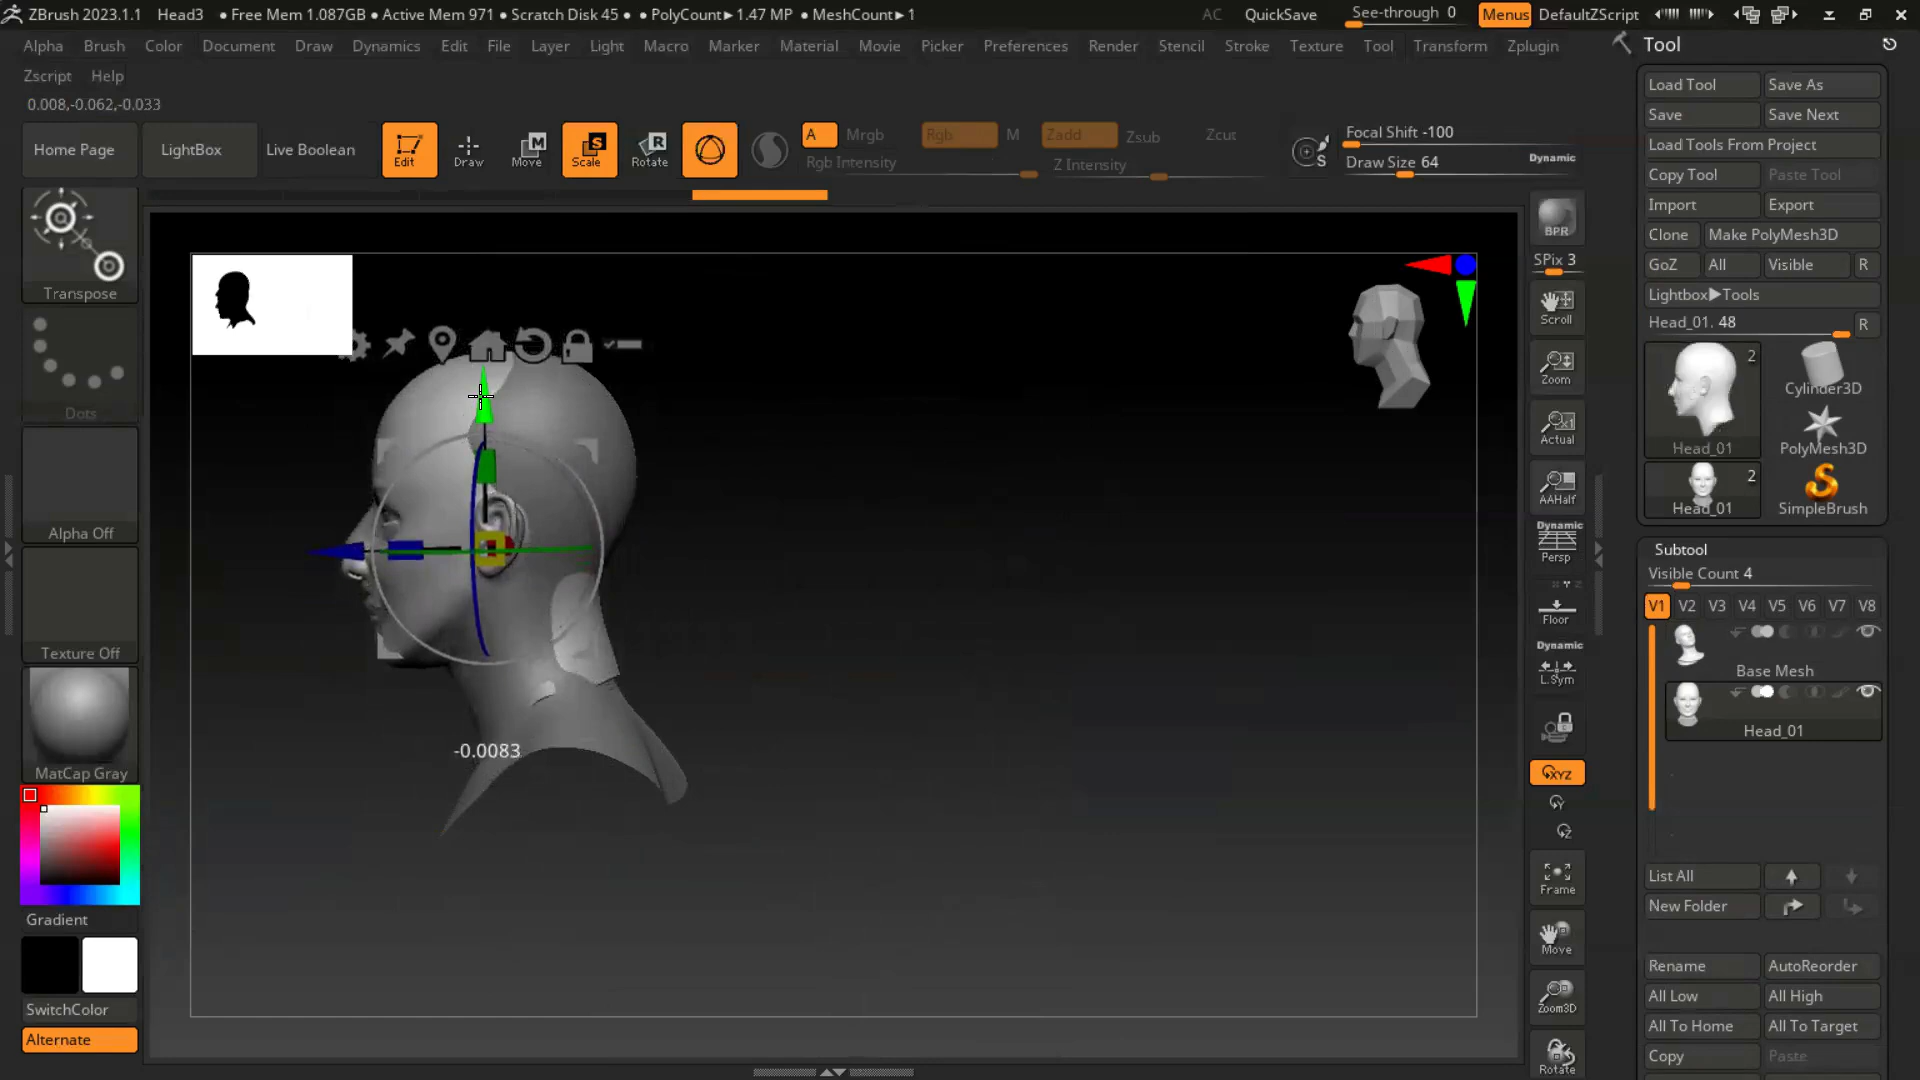 ZBrush 2023.1.1 Head3 • Free Mem 1.087GB • Active Mem 971 • Scratch Disk 45 • • PolyCount► 1.47 MP • MeshCount► 1 AC QuickSave See-through 0 Menus DefaultZScript
Alpha Brush Color Document Draw Dynamics Edit File Layer Light Macro Marker Material Movie Picker Preferences Render Stencil Stroke Texture Tool Transform Zplugin
Zscript Help
0.008,-0.062,-0.033
Home Page LightBox Live Boolean Edit Draw Move Scale Rotate A Mrgb Rgb M Zadd Zsub Zcut
Rgb Intensity Z Intensity
Focal Shift -100
Draw Size 64 Dynamic
Transpose
Dots
Alpha Off
Texture Off
MatCap Gray
Gradient
SwitchColor
Alternate
-0.0083
BPR
SPix 3
Scroll
Zoom
Actual
AAHalf
Dynamic
Persp
Floor
Dynamic
L.Sym
XYZ
Y
Z
Frame
Move
Zoom3D
Rotate
Tool
Load Tool Save As
Save Save Next
Load Tools From Project
Copy Tool Paste Tool
Import Export
Clone Make PolyMesh3D
GoZ All Visible R
Lightbox►Tools
Head_01. 48 R
2
Head_01
Cylinder3D
PolyMesh3D
2
Head_01
S
SimpleBrush
Subtool
Visible Count 4
V1 V2 V3 V4 V5 V6 V7 V8
Base Mesh
Head_01
List All
New Folder
Rename AutoReorder
All Low All High
All To Home All To Target
Copy Paste